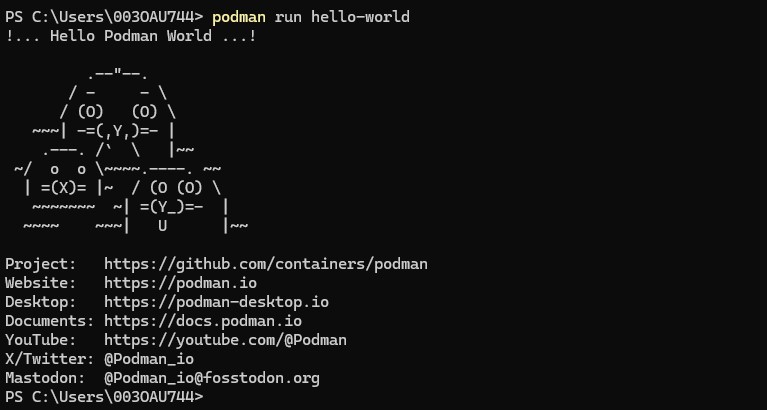 PS C:\Users\003OAU744> podman run hello-world
!... Hello Podman World ...!

         .--"--.
       / -     - \
      / (O)   (O) \
   ~~~| -=(,Y,)=- |
    .---. /`  \   |~~
 ~/  o  o \~~~~.----. ~~
  | =(X)= |~  / (O (O) \
   ~~~~~~~  ~| =(Y_)=-  |
  ~~~~    ~~~|   U      |~~

Project:   https://github.com/containers/podman
Website:   https://podman.io
Desktop:   https://podman-desktop.io
Documents: https://docs.podman.io
YouTube:   https://youtube.com/@Podman
X/Twitter: @Podman_io
Mastodon:  @Podman_io@fosstodon.org
PS C:\Users\003OAU744>